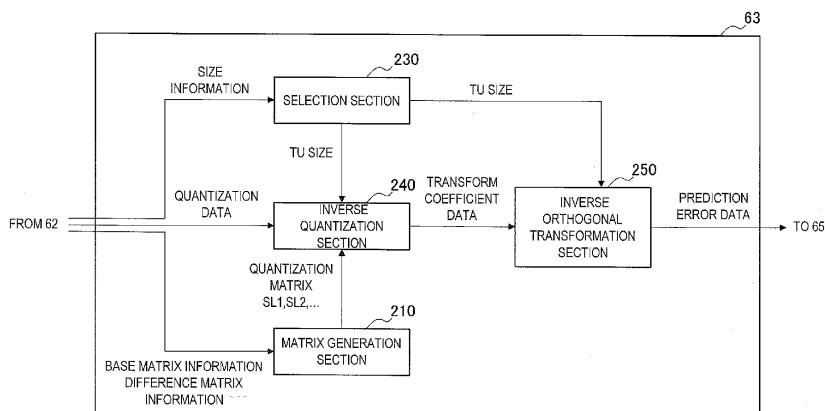 63
SIZE
INFORMATION
230
SELECTION SECTION
TU SIZE
TU SIZE
QUANTIZATION
DATA
240
INVERSE
QUANTIZATION
SECTION
TRANSFORM
COEFFICIENT
DATA
250
INVERSE
ORTHOGONAL
TRANSFORMATION
SECTION
PREDICTION
ERROR DATA
FROM 62
TO 65
QUANTIZATION
MATRIX
SL1,SL2,...
210
MATRIX GENERATION
SECTION
BASE MATRIX INFORMATION
DIFFERENCE MATRIX
INFORMATION